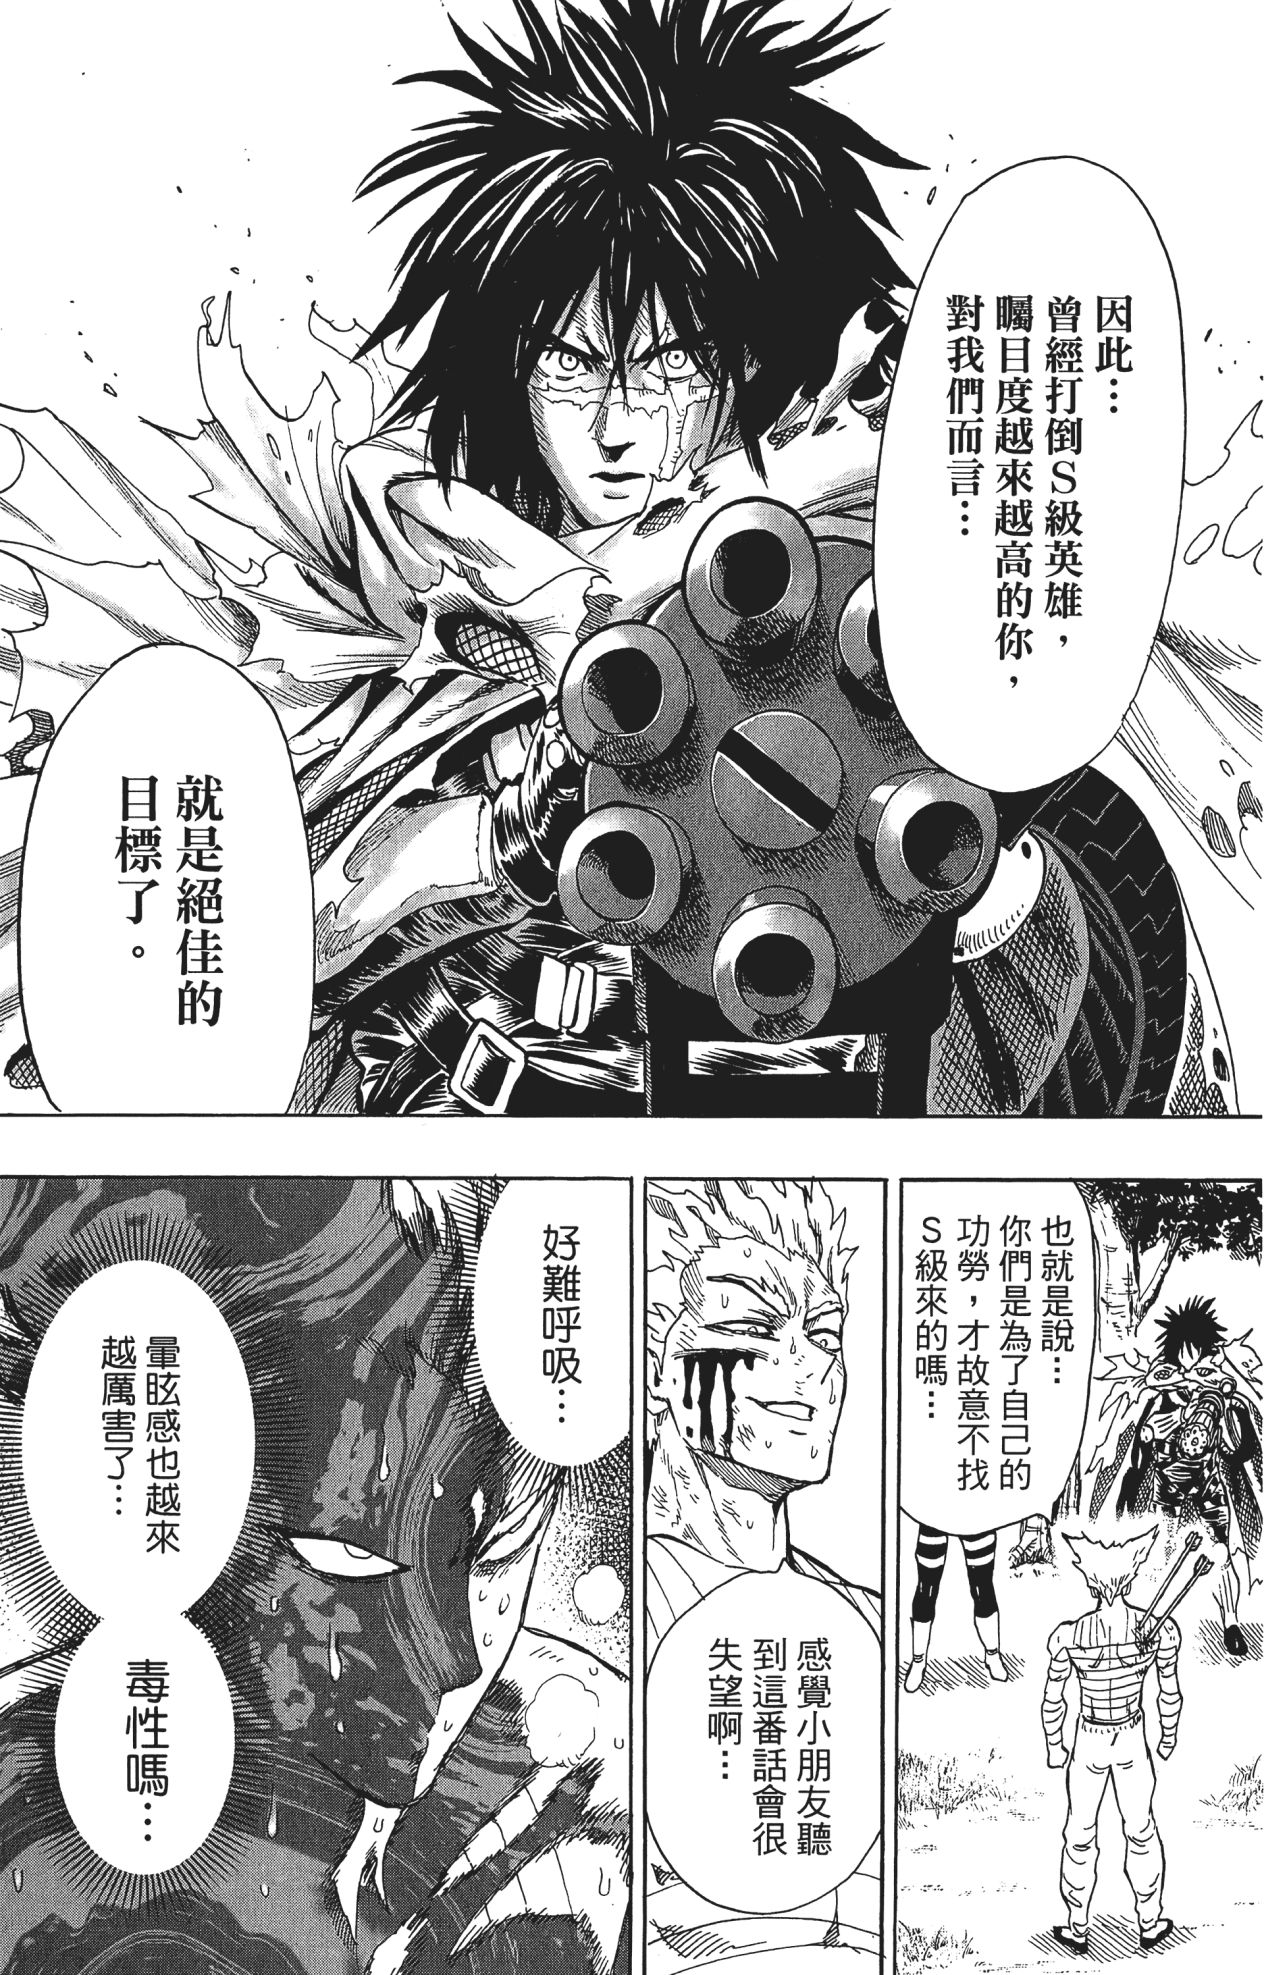 因此…
曾經打倒S級英雄，
矚目度越來越高的你，
對我們而言…
就是絕佳的
目標了。
也就是說…
你們是為了自己的
功勞，才故意不找
S級來的嗎…
感覺小朋友聽
到這番話會很
失望啊…
好難呼吸…
暈眩感也越來
越厲害了…
毒性嗎…